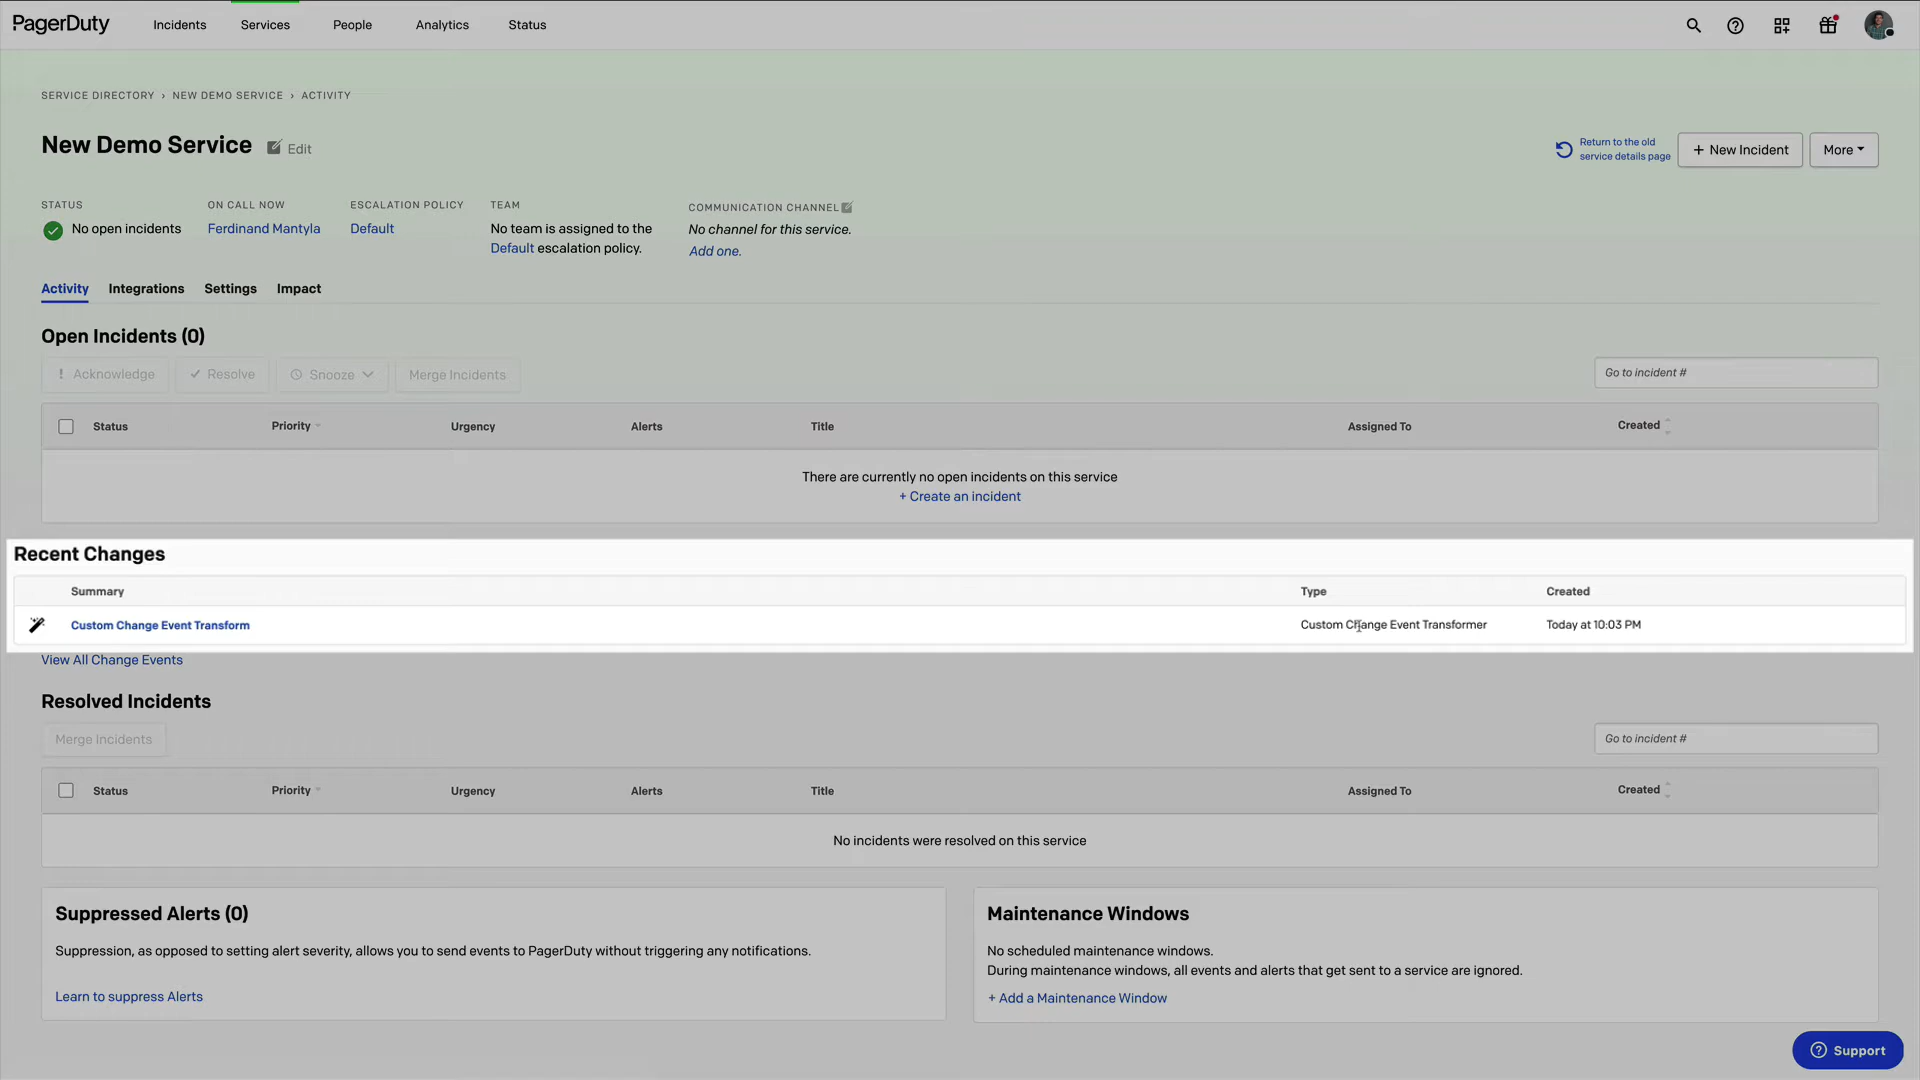 PagerDuty
Incidents
Services
People
Analytics
Status
SERVICE DIRECTORY › NEW DEMO SERVICE › ACTIVITY
New Demo Service
Edit
Return to the old
service details page
+ New Incident
More
STATUS
No open incidents
ON CALL NOW
Ferdinand Mantyla
ESCALATION POLICY
Default
TEAM
No team is assigned to the
Default escalation policy.
COMMUNICATION CHANNEL
No channel for this service.
Add one.
Activity
Integrations
Settings
Impact
Open Incidents (0)
Acknowledge
Resolve
Snooze
Merge Incidents
Go to incident #
Status
Priority
Urgency
Alerts
Title
Assigned To
Created
There are currently no open incidents on this service
+ Create an incident
Recent Changes
Summary
Type
Created
Custom Change Event Transform
Custom Change Event Transformer
Today at 10:03 PM
View All Change Events
Resolved Incidents
Merge Incidents
Go to incident #
Status
Priority
Urgency
Alerts
Title
Assigned To
Created
No incidents were resolved on this service
Suppressed Alerts (0)
Suppression, as opposed to setting alert severity, allows you to send events to PagerDuty without triggering any notifications.
Learn to suppress Alerts
Maintenance Windows
No scheduled maintenance windows.
During maintenance windows, all events and alerts that get sent to a service are ignored.
+ Add a Maintenance Window
Support